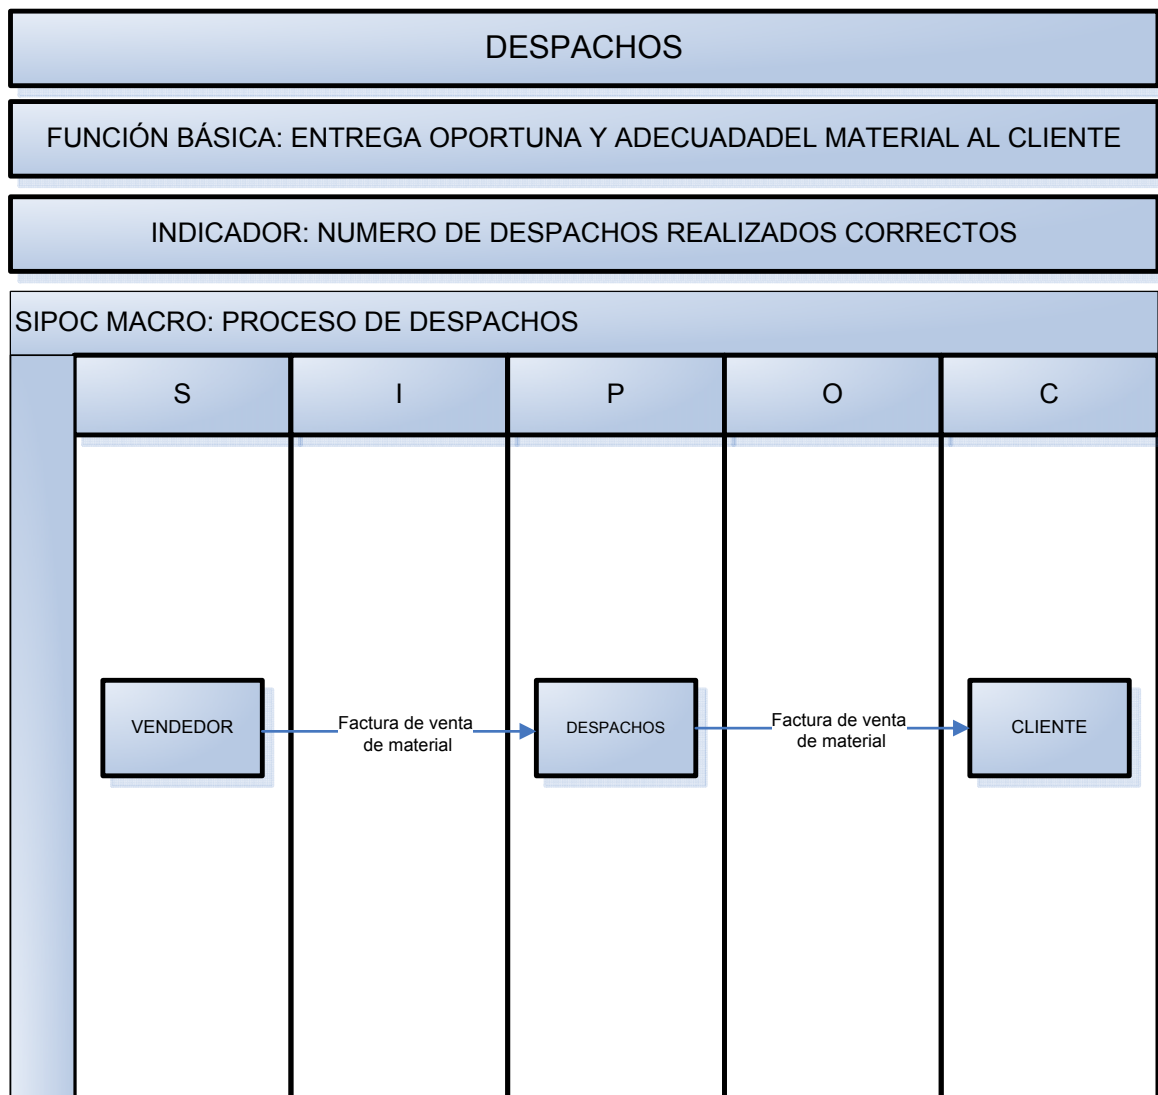 DESPACHOS
FUNCIÓN BÁSICA: ENTREGA OPORTUNA Y ADECUADADEL MATERIAL AL CLIENTE
INDICADOR: NUMERO DE DESPACHOS REALIZADOS CORRECTOS
SIPOC MACRO: PROCESO DE DESPACHOS
S
I
P
O
C
VENDEDOR
Factura de venta
de material
DESPACHOS
Factura de venta
de material
CLIENTE